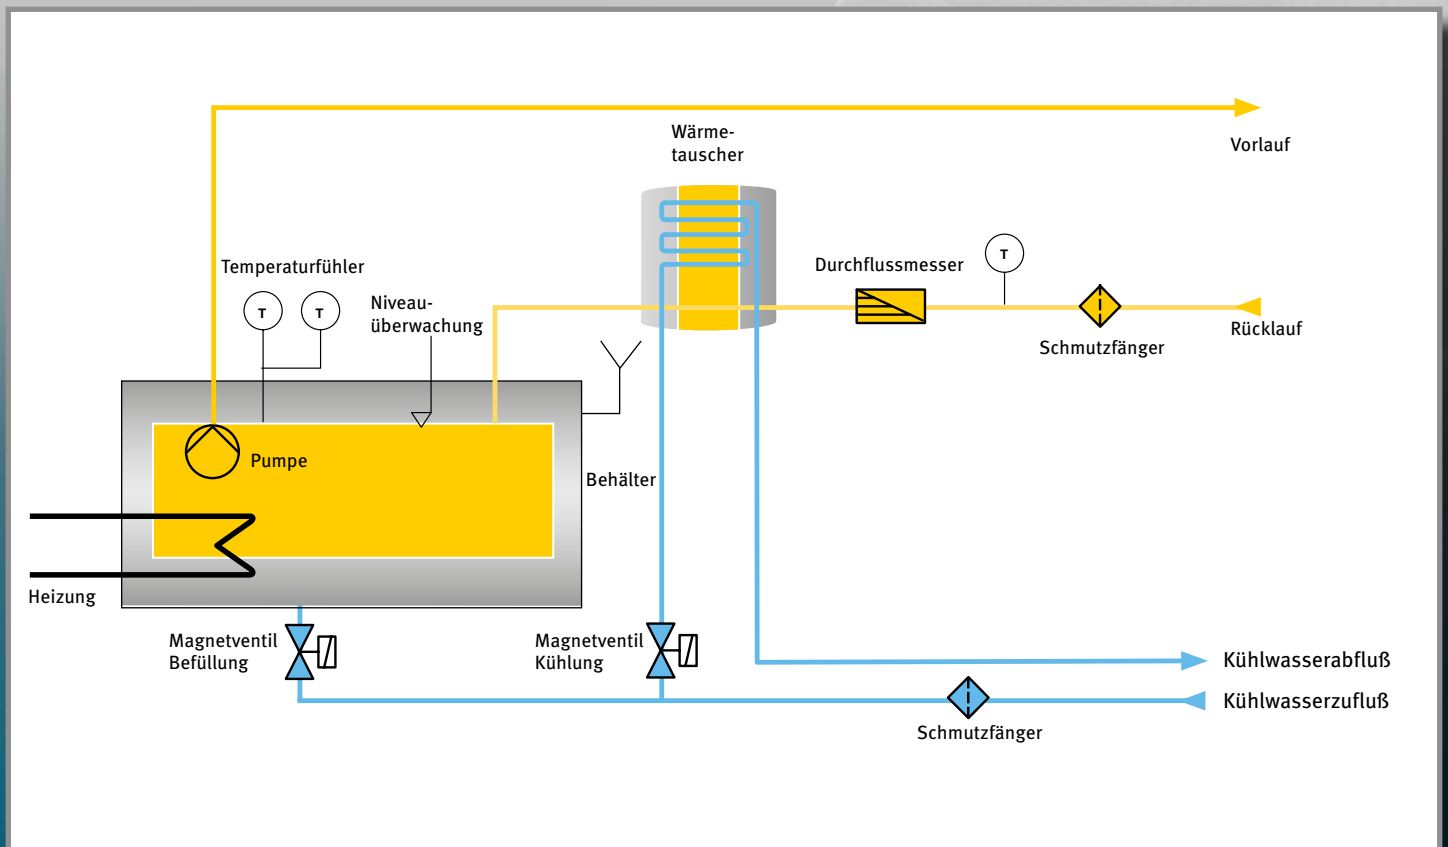 Wärme-
tauscher
Vorlauf
Temperaturfühler
T
T
Niveau-
überwachung
Durchflussmesser
T
Schmutzfänger
Rücklauf
Pumpe
Behälter
Heizung
Magnetventil
Befüllung
Magnetventil
Kühlung
Kühlwasserabfluß
Kühlwasserzufluß
Schmutzfänger